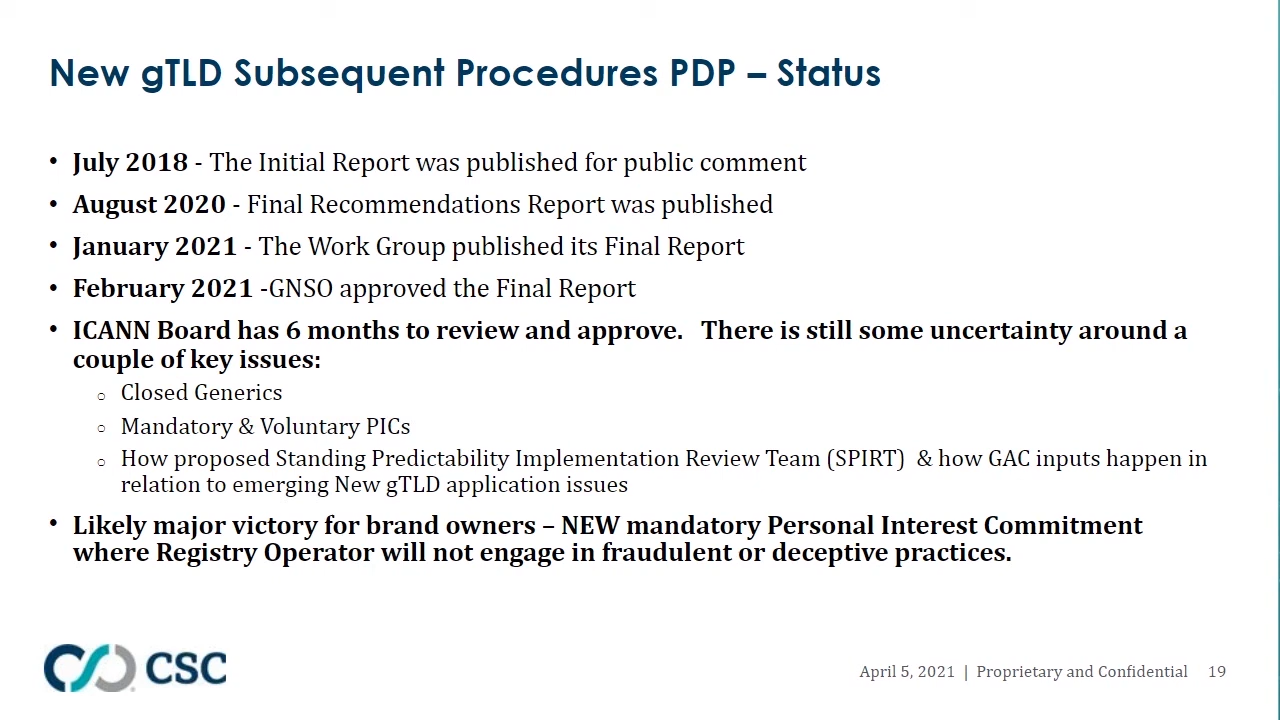 New gTLD Subsequent Procedures PDP – Status
• July 2018 - The Initial Report was published for public comment
• August 2020 - Final Recommendations Report was published
• January 2021 - The Work Group published its Final Report
• February 2021 -GNSO approved the Final Report
• ICANN Board has 6 months to review and approve.   There is still some uncertainty around a
couple of key issues:
○ Closed Generics
○ Mandatory & Voluntary PICs
○ How proposed Standing Predictability Implementation Review Team (SPIRT)  & how GAC inputs happen in
relation to emerging New gTLD application issues
• Likely major victory for brand owners – NEW mandatory Personal Interest Commitment
where Registry Operator will not engage in fraudulent or deceptive practices.
CSC
April 5, 2021 | Proprietary and Confidential 19